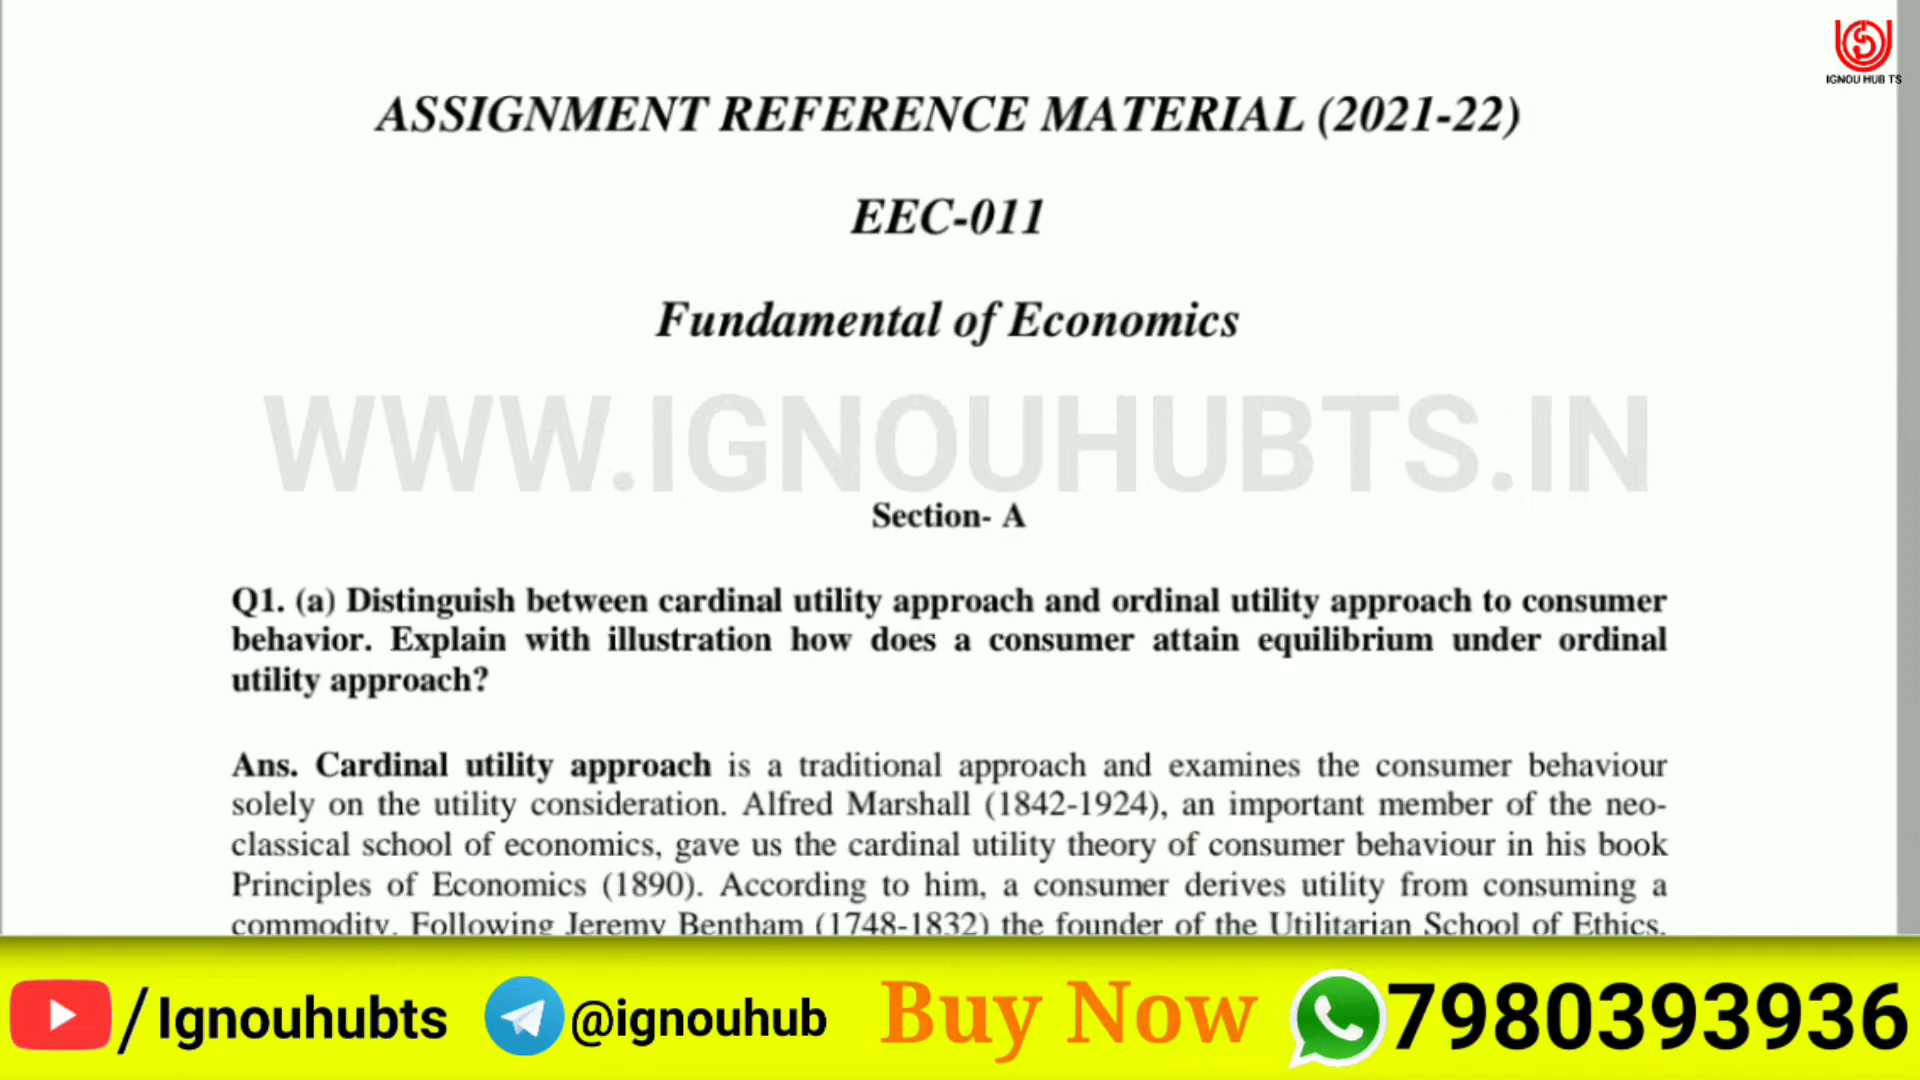 IGNOU HUB TS
ASSIGNMENT REFERENCE MATERIAL (2021-22)
EEC-011
Fundamental of Economics
WWW.IGNOUHUBTS.IN
Section- A
Q1. (a) Distinguish between cardinal utility approach and ordinal utility approach to consumer
behavior. Explain with illustration how does a consumer attain equilibrium under ordinal
utility approach?
Ans. Cardinal utility approach is a traditional approach and examines the consumer behaviour
solely on the utility consideration. Alfred Marshall (1842-1924), an important member of the neo-
classical school of economics, gave us the cardinal utility theory of consumer behaviour in his book
Principles of Economics (1890). According to him, a consumer derives utility from consuming a
commodity. Following Jeremy Bentham (1748-1832) the founder of the Utilitarian School of Ethics,
/Ignouhubts @ignouhub Buy Now 7980393936